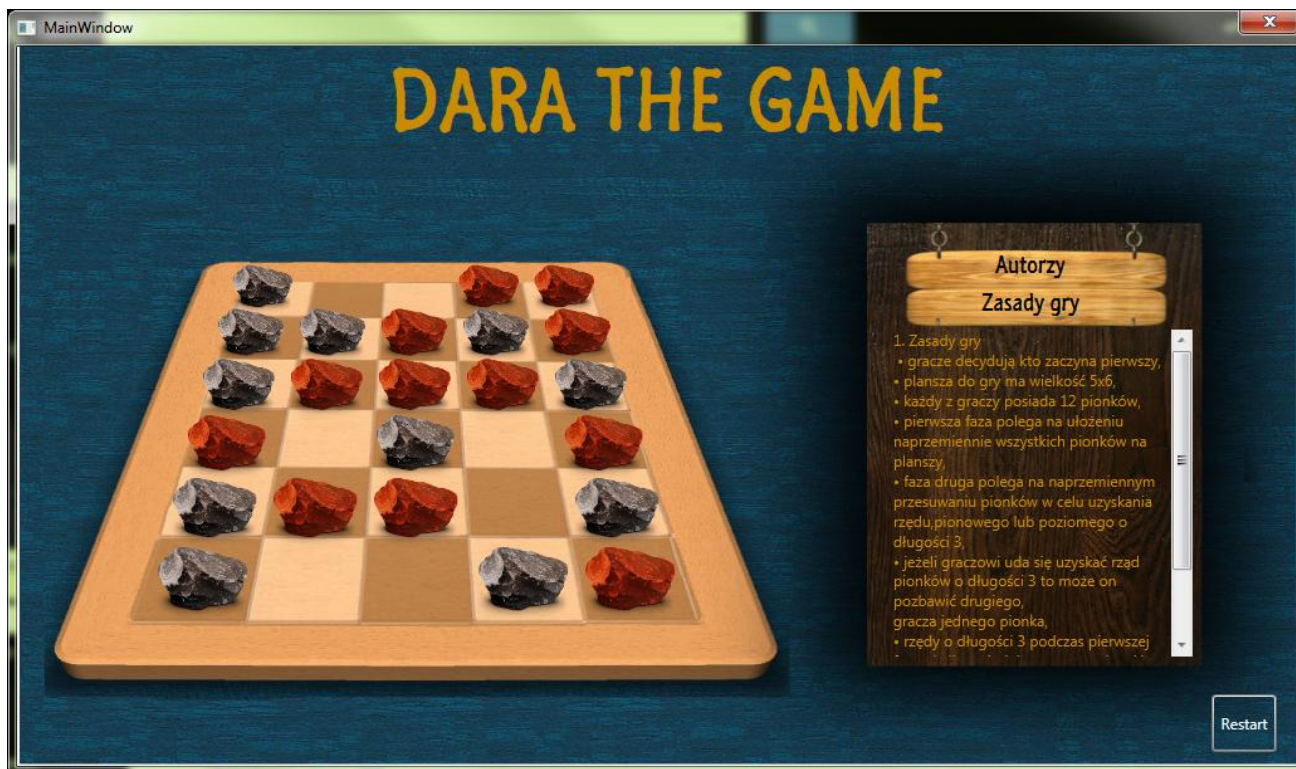 MainWindow
DARA THE GAME
Autorzy
Zasady gry
1. Zasady gry
• gracze decydują kto zaczyna pierwszy,
• plansza do gry ma wielkość 5x6,
• każdy z graczy posiada 12 pionków,
• pierwsza faza polega na ułożeniu
naprzemiennie wszystkich pionków na
planszy,
• faza druga polega na naprzemiennym
przesuwaniu pionków w celu uzyskania
rzędu,pionowego lub poziomego o
długości 3,
• jeżeli graczowi uda się uzyskać rząd
pionków o długości 3 to może on
pozbawić drugiego,
gracza jednego pionka,
• rzędy o długości 3 podczas pierwszej
Restart